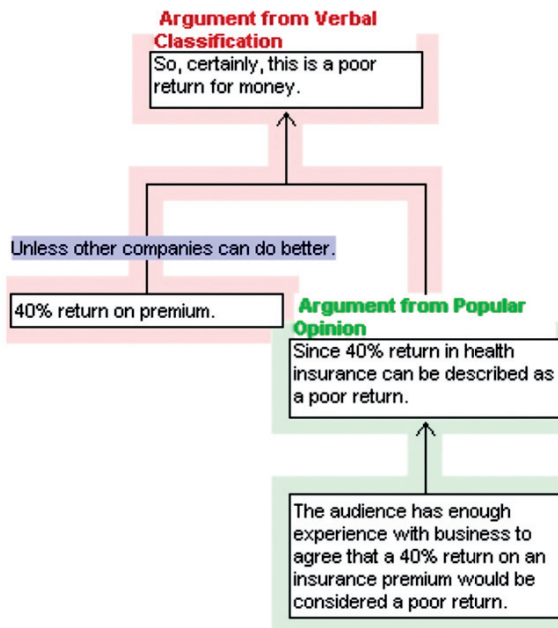 Argument from Verbal
Classification
So, certainly, this is a poor
return for money.
Unless other companies can do better.
40% return on premium.
Argument from Popular
Opinion
Since 40% return in health
insurance can be described as
a poor return.
The audience has enough
experience with business to
agree that a 40% return on an
insurance premium would be
considered a poor return.